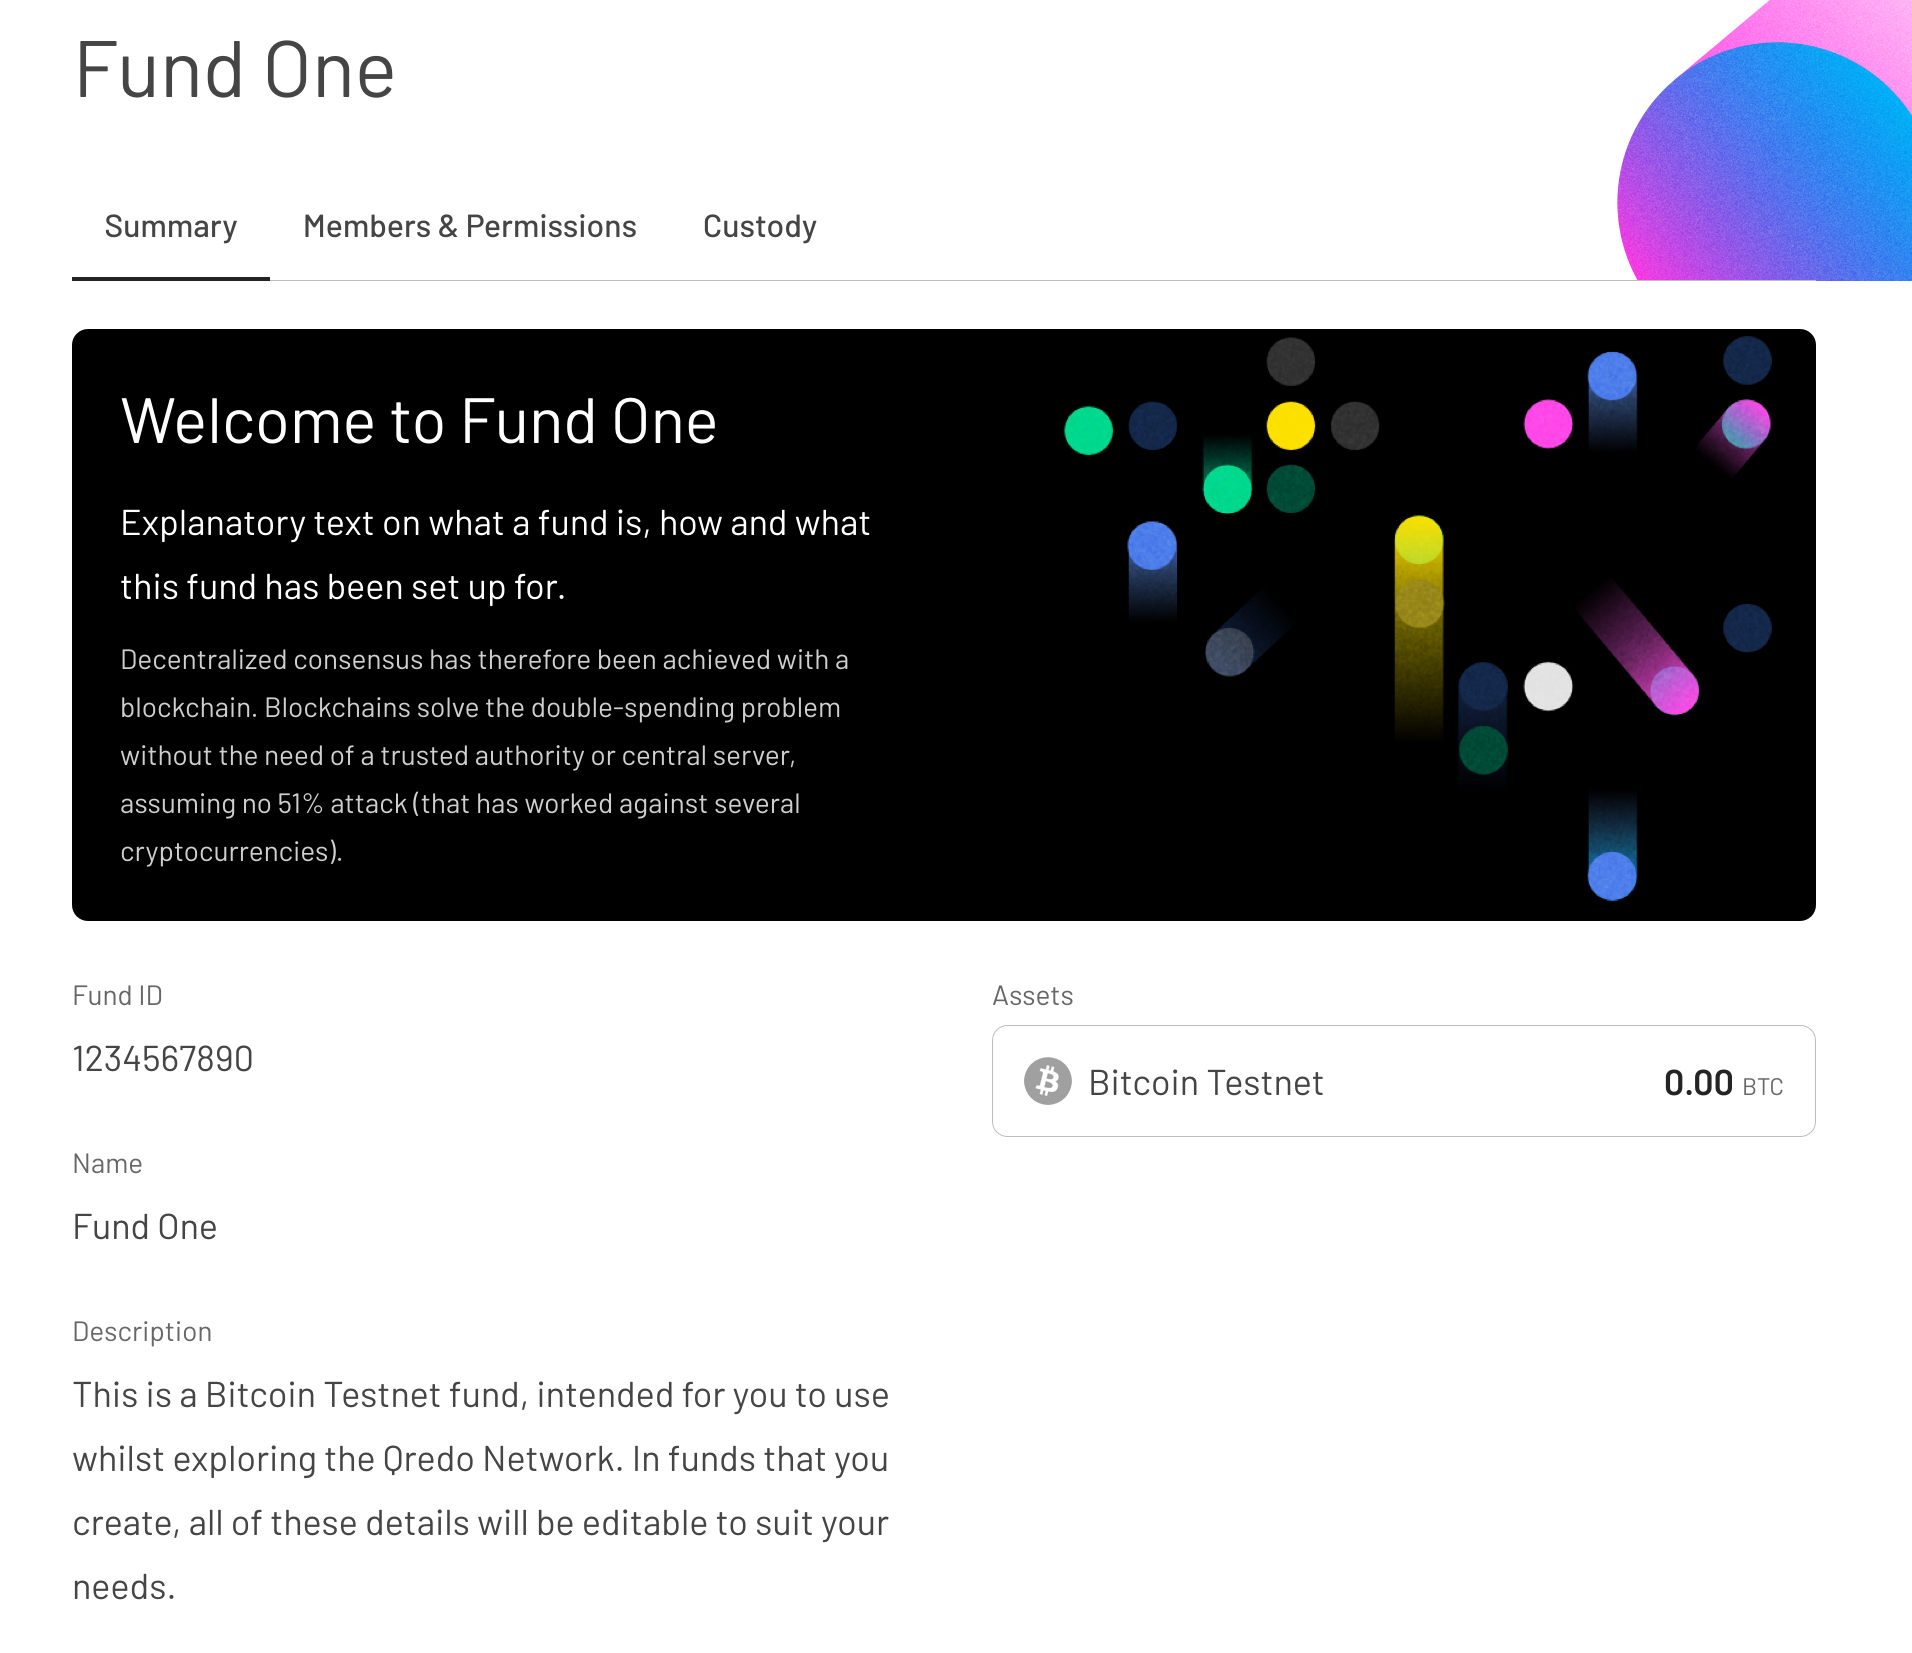 Fund One
Summary
Members & Permissions
Custody
Welcome to Fund One
Explanatory text on what a fund is, how and what
this fund has been set up for.
Decentralized consensus has therefore been achieved with a
blockchain. Blockchains solve the double-spending problem
without the need of a trusted authority or central server,
assuming no 51% attack (that has worked against several
cryptocurrencies).
Fund ID
1234567890
Name
Fund One
Description
This is a Bitcoin Testnet fund, intended for you to use
whilst exploring the Qredo Network. In funds that you
create, all of these details will be editable to suit your
needs.
Assets
Bitcoin Testnet
0.00 BTC